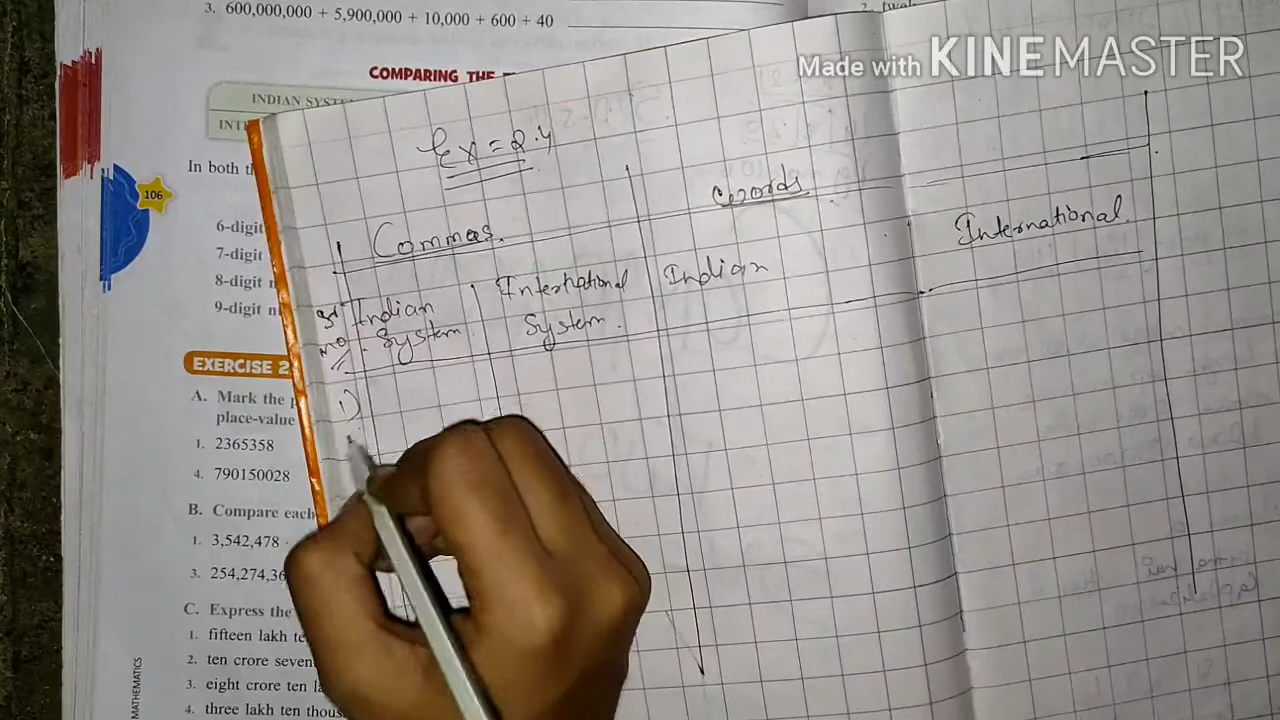 3. 600,000,000 + 5,900,000 + 10,000 + 600 + 40
Made with KINEMASTER
COMPARING THE
INDIAN SYSTE
INTE
In both t
106
6-digit
7-digit
8-digit
9-digit n
EXERCISE 2
A. Mark the p
place-value
1. 2365358
4. 790150028
B. Compare each
1. 3,542,478
3. 254,274,36
C. Express the
1. fifteen lakh te
2. ten crore seven
3. eight crore ten la
4. three lakh ten thous
MATHEMATICS
Ex = 2.4
Commas.
Words
Indian System.
International System.
Indian
International.
1)